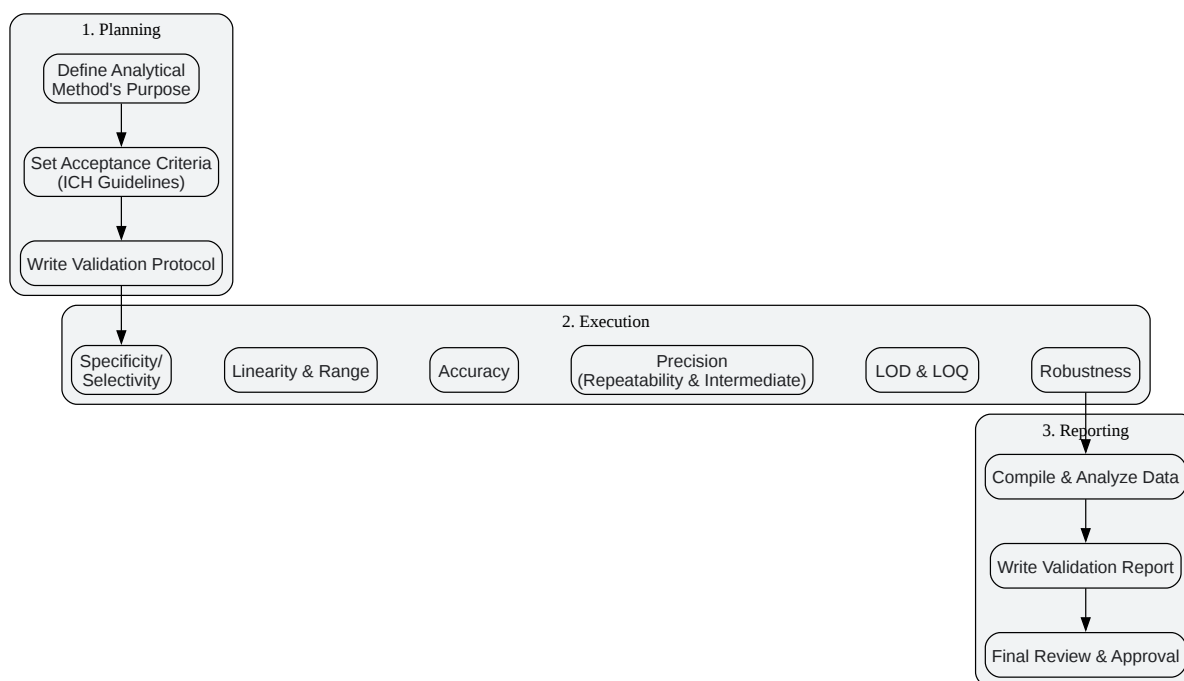 1. Planning
Define Analytical
Method's Purpose
Set Acceptance Criteria
(ICH Guidelines)
Write Validation Protocol
2. Execution
Specificity/
Selectivity
Linearity & Range
Accuracy
Precision
(Repeatability & Intermediate)
LOD & LOQ
Robustness
3. Reporting
Compile & Analyze Data
Write Validation Report
Final Review & Approval